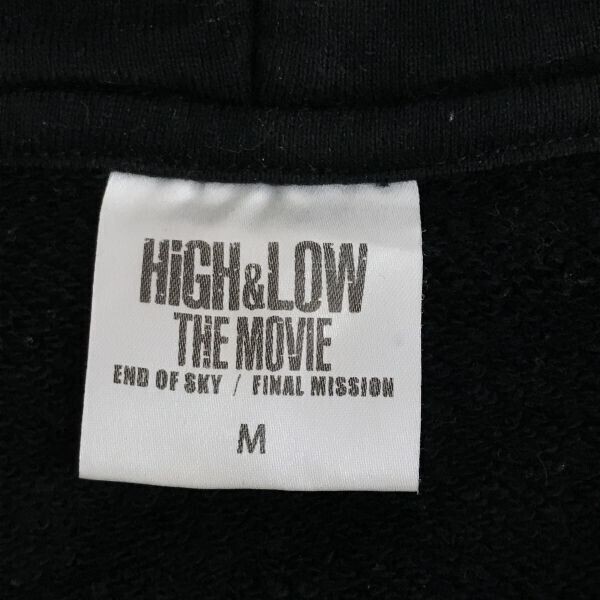 HiGH&LOW
THE MOVIE
END OF SKY / FINAL MISSION
M